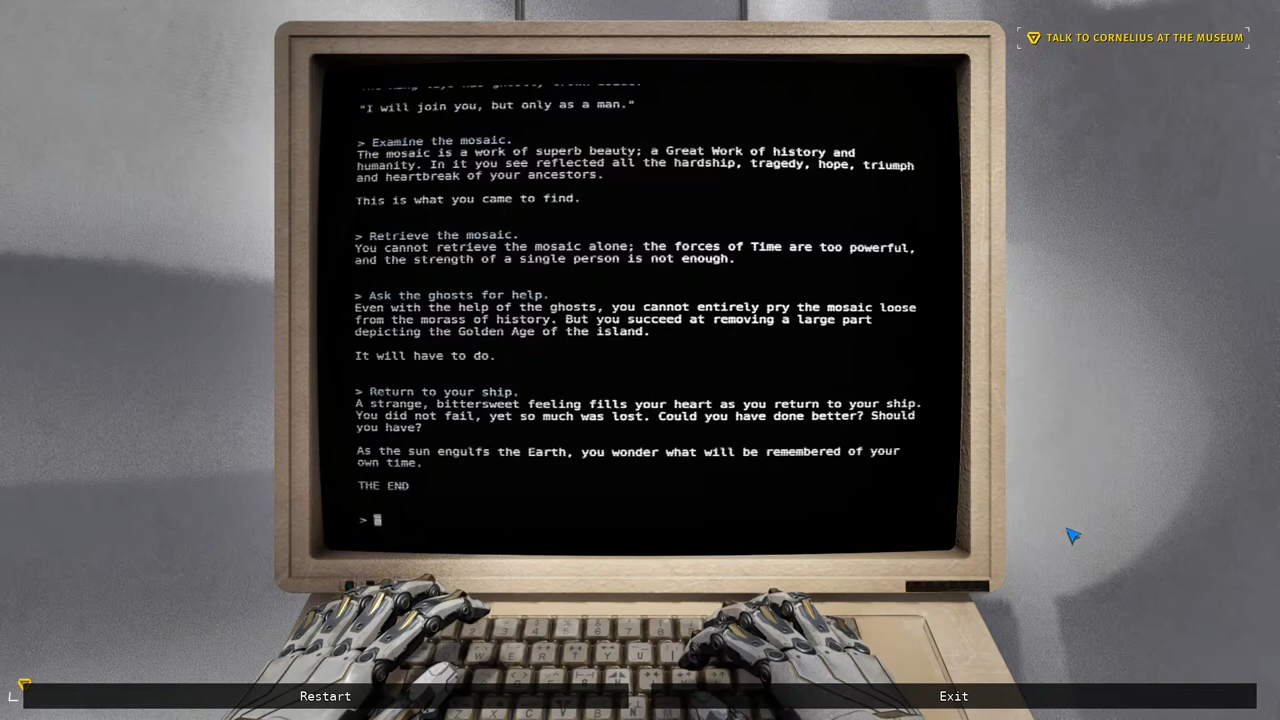 TALK TO CORNELIUS AT THE MUSEUM
"I will join you, but only as a man."
> Examine the mosaic.
The mosaic is a work of superb beauty; a Great Work of history and
humanity. In it you see reflected all the hardship, tragedy, hope, triumph
and heartbreak of your ancestors.
This is what you came to find.
> Retrieve the mosaic.
You cannot retrieve the mosaic alone; the forces of Time are too powerful,
and the strength of a single person is not enough.
> Ask the ghosts for help.
Even with the help of the ghosts, you cannot entirely pry the mosaic loose
from the morass of history. But you succeed at removing a large part
depicting the Golden Age of the island.
It will have to do.
> Return to your ship.
A strange, bittersweet feeling fills your heart as you return to your ship.
You did not fail, yet so much was lost. Could you have done better? Should
you have?
As the sun engulfs the Earth, you wonder what will be remembered of your
own time.
THE END
>
Restart
Exit